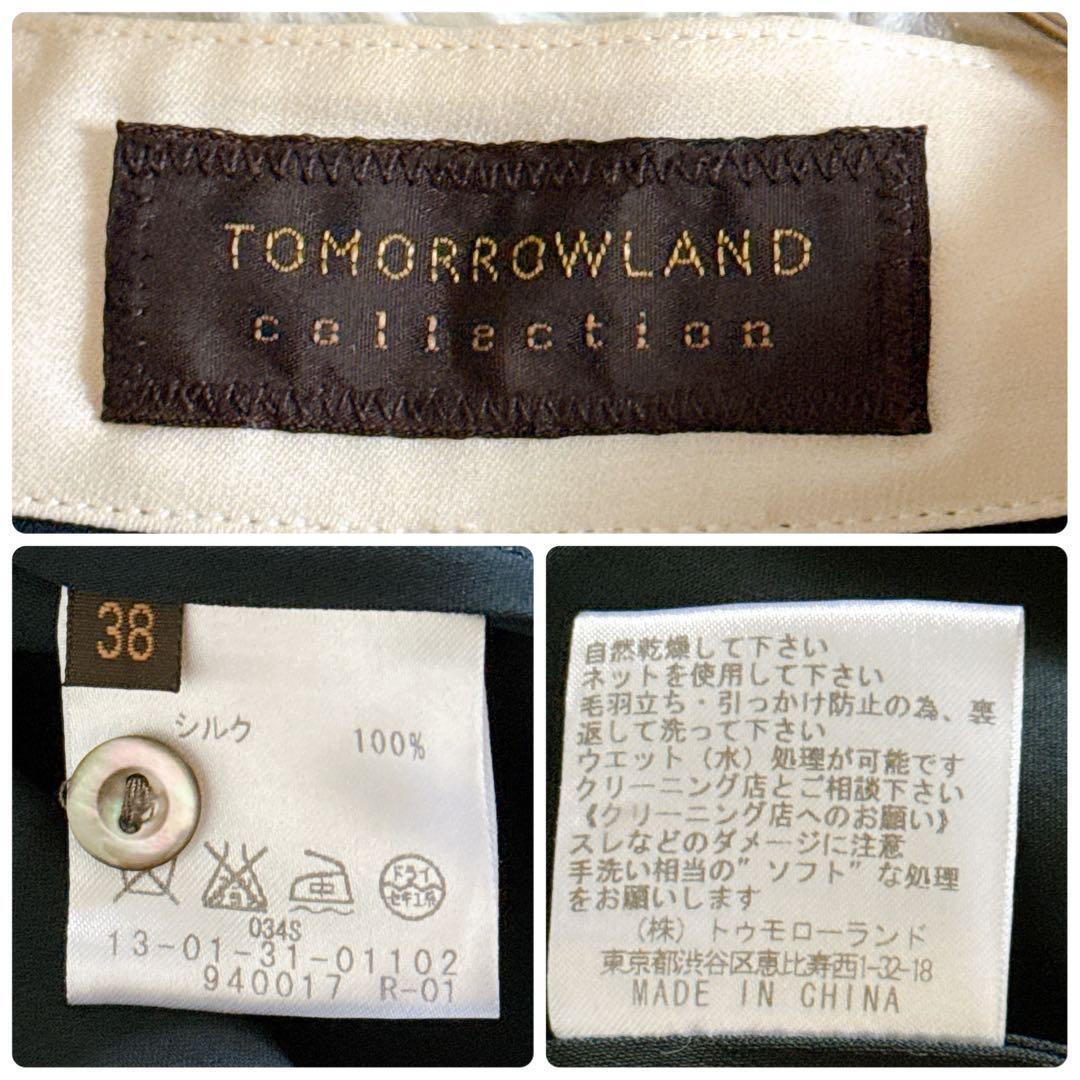 TOMORROWLAND
collection
38
シルク 100%
エンソ
サラシ
中
ドライ
セキユ系
034S
13-01-31-01102
940017 R-01
自然乾燥して下さい
ネットを使用して下さい
毛羽立ち・引っかけ防止の為、裏
返して洗って下さい
ウエット（水）処理が可能です
クリーニング店とご相談下さい
《クリーニング店へのお願い》
スレなどのダメージに注意
手洗い相当の"ソフト"な処理
をお願いします
（株）トゥモローランド
東京都渋谷区恵比寿西1-32-18
MADE IN CHINA